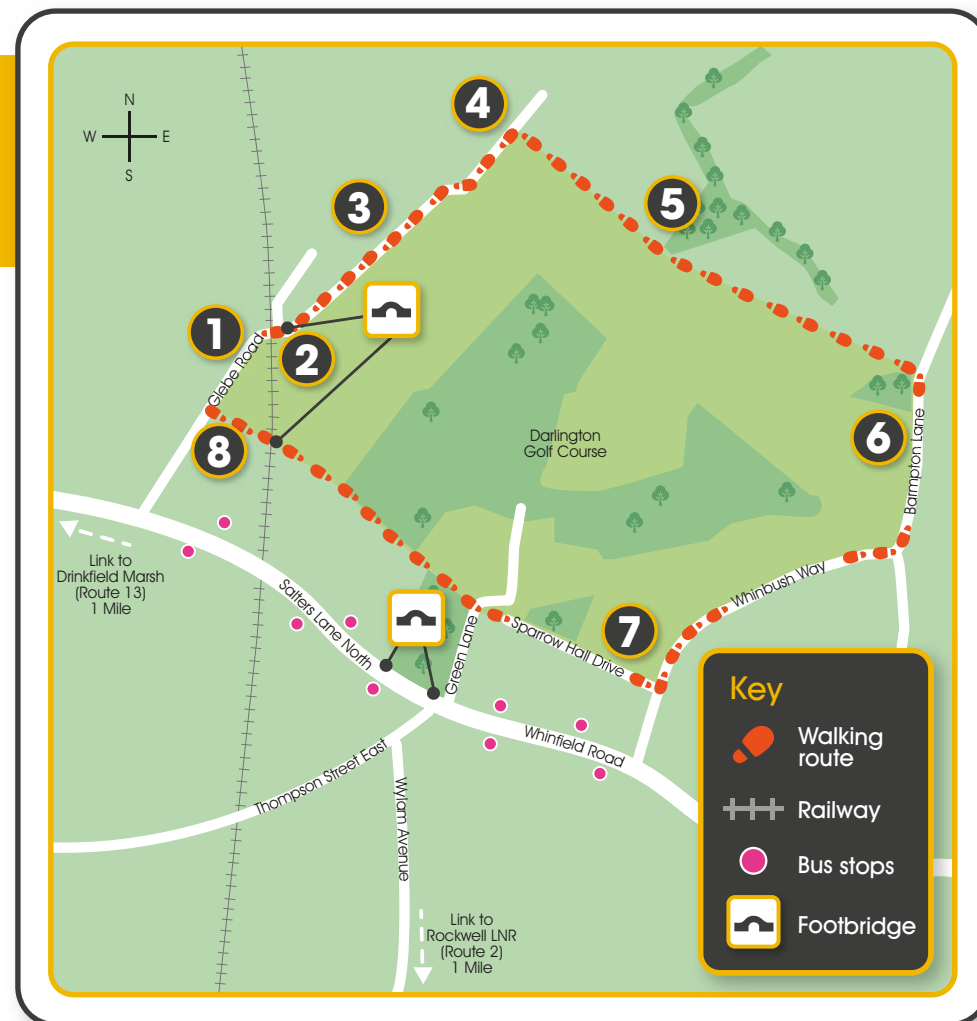 N
W
E
S
4
5
3
1
2
Glebe Road
8
Darlington
Golf Course
6
Barmpton Lane
Link to
Drinkfield Marsh
(Route 13)
1 Mile
Salters Lane North
Green Lane
Sparrow Hall Drive
7
Whinbush Way
Whinfield Road
Thompson Street East
Wylam Avenue
Link to
Rockwell LNR
(Route 2)
1 Mile
Key
Walking
route
Railway
Bus stops
Footbridge